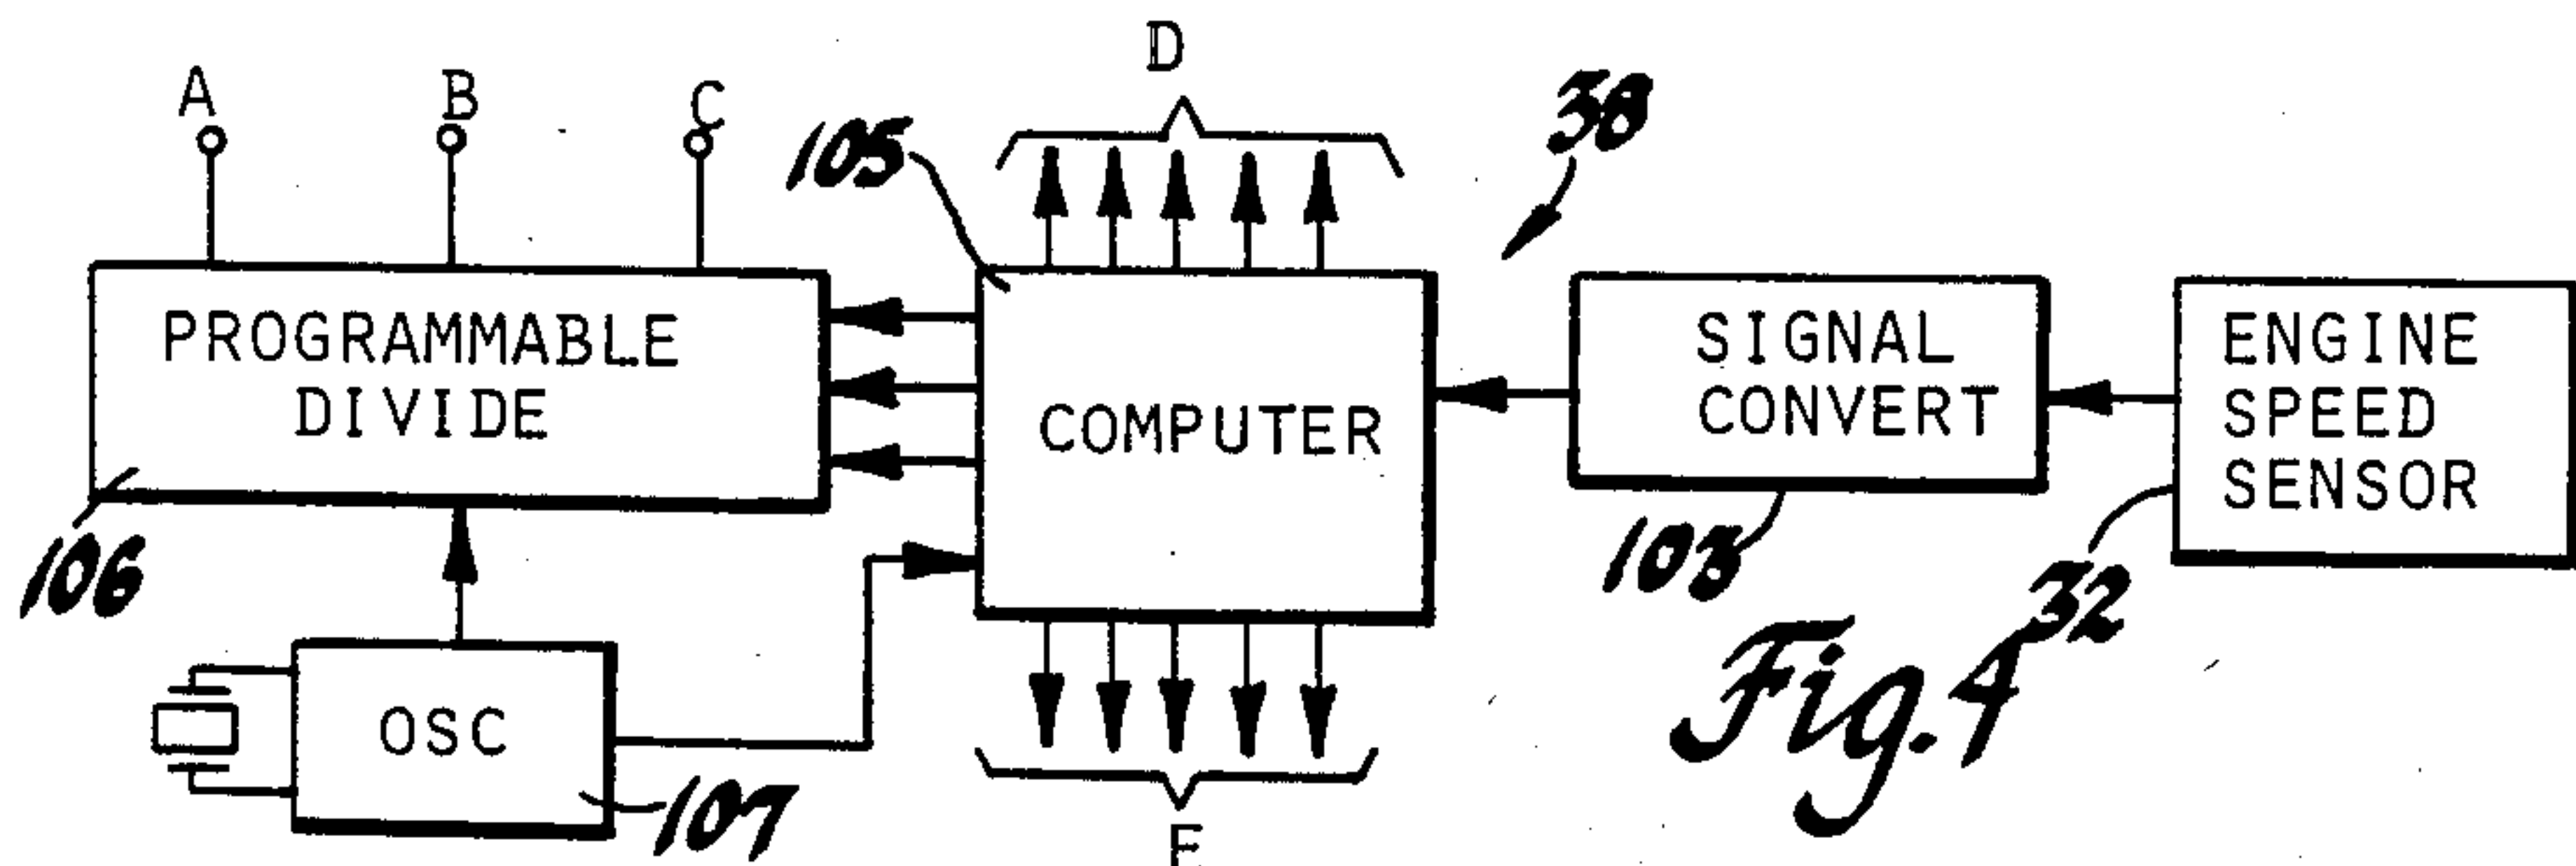 D
A
B
C
105
38
PROGRAMMABLE
DIVIDE
COMPUTER
SIGNAL
CONVERT
ENGINE
SPEED
SENSOR
106
103
32
OSC
107
Fig. 4